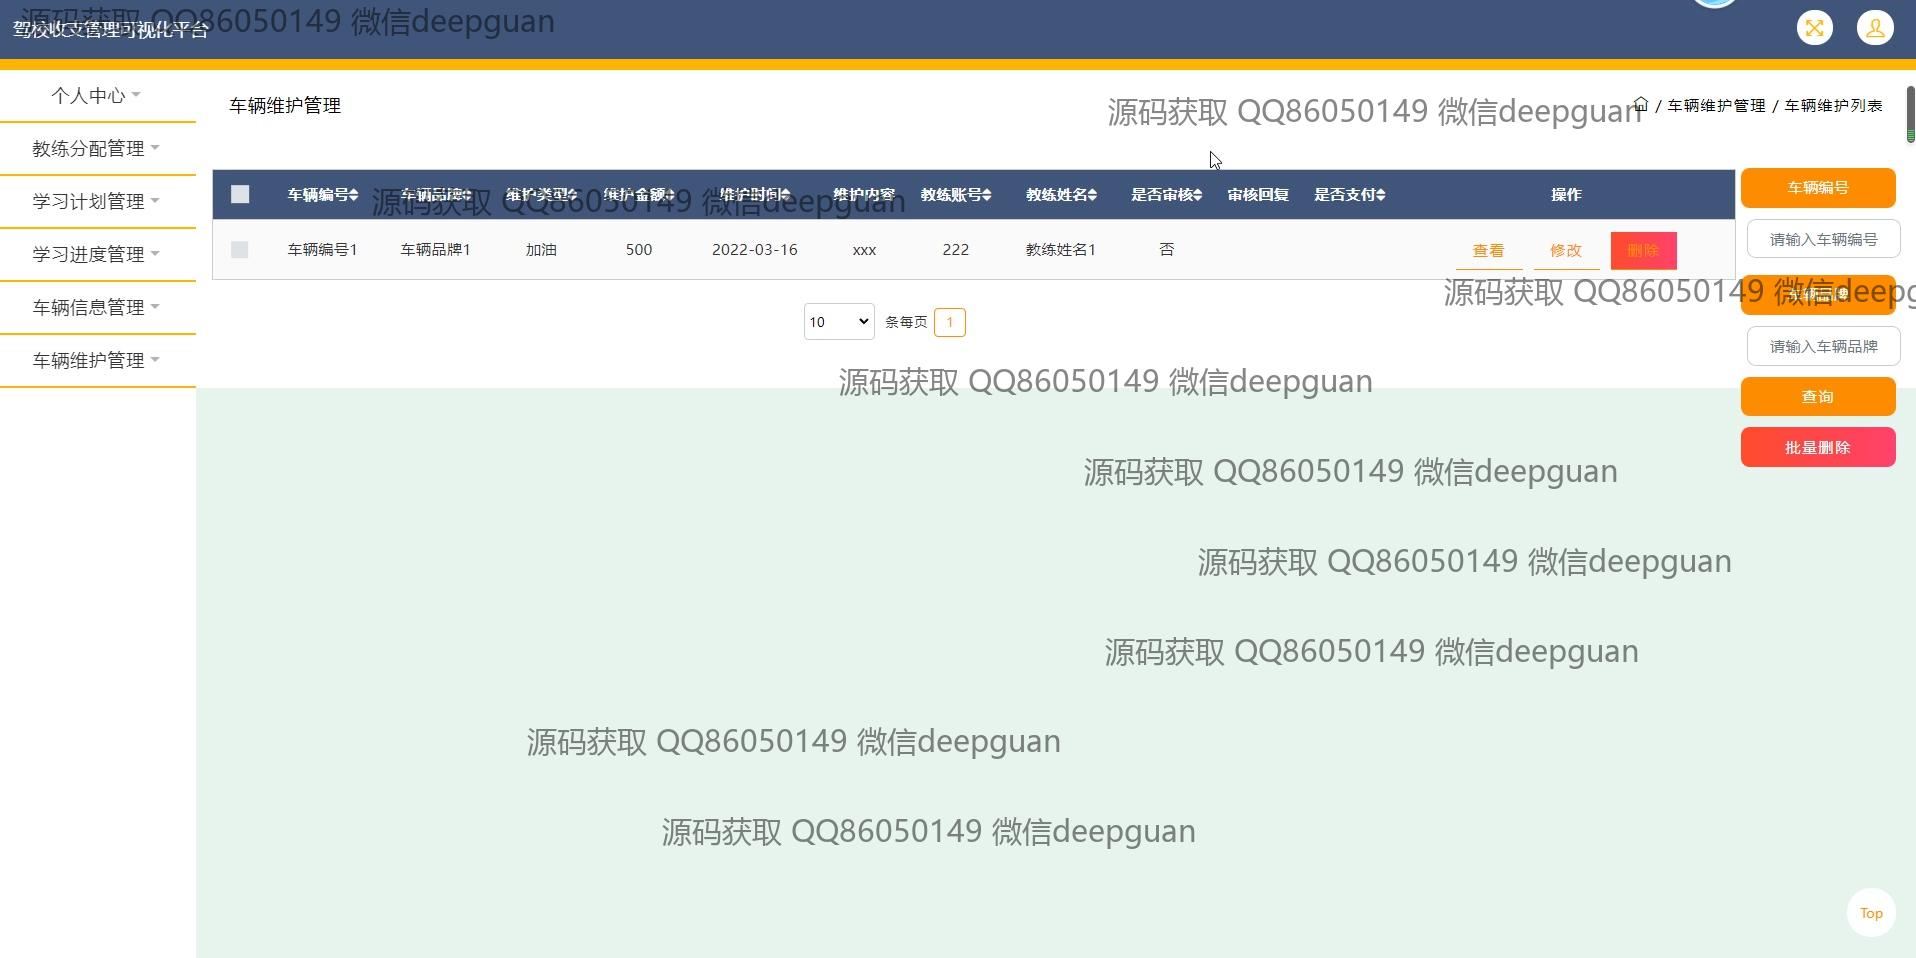 驾校收支管理可视化平台
源码获取 QQ86050149 微信deepguan
个人中心
教练分配管理
学习计划管理
学习进度管理
车辆信息管理
车辆维护管理
车辆维护管理
源码获取 QQ86050149 微信deepguan
/ 车辆维护管理 / 车辆维护列表
车辆编号 车辆品牌 维护类型 维护金额 维护时间 维护内容 教练账号 教练姓名 是否审核 审核回复 是否支付 操作
源码获取 QQ86050149 微信deepguan
车辆编号1 车辆品牌1 加油 500 2022-03-16 xxx 222 教练姓名1 否 查看 修改 删除
10 条每页 1
车辆编号
请输入车辆编号
车辆品牌
源码获取 QQ86050149 微信deepg
请输入车辆品牌
查询
批量删除
源码获取 QQ86050149 微信deepguan
源码获取 QQ86050149 微信deepguan
源码获取 QQ86050149 微信deepguan
源码获取 QQ86050149 微信deepguan
源码获取 QQ86050149 微信deepguan
源码获取 QQ86050149 微信deepguan
Top